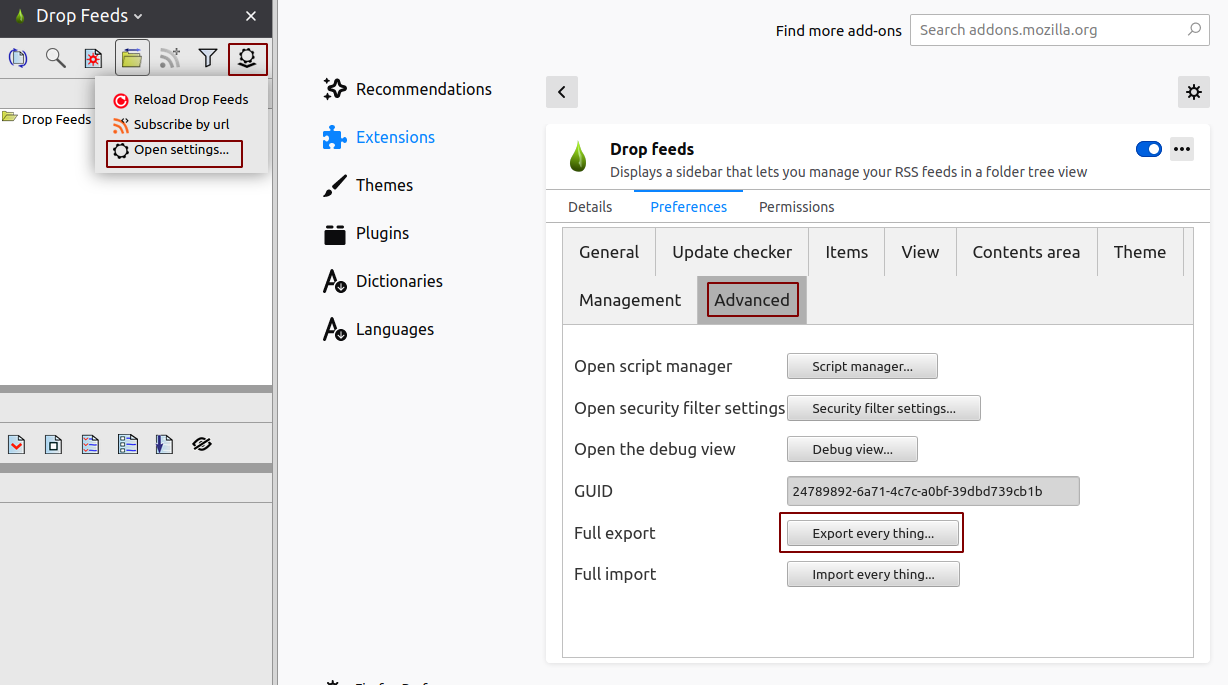 Drop Feeds
Reload Drop Feeds
Subscribe by url
Open settings...
Drop Feeds
Find more add-ons
Search addons.mozilla.org
Recommendations
Extensions
Themes
Plugins
Dictionaries
Languages
Drop feeds
Displays a sidebar that lets you manage your RSS feeds in a folder tree view
Details Preferences Permissions
General Update checker Items View Contents area Theme
Management Advanced
Open script manager Script manager...
Open security filter settings Security filter settings...
Open the debug view Debug view...
GUID 24789892-6a71-4c7c-a0bf-39dbd739cb1b
Full export Export every thing...
Full import Import every thing...